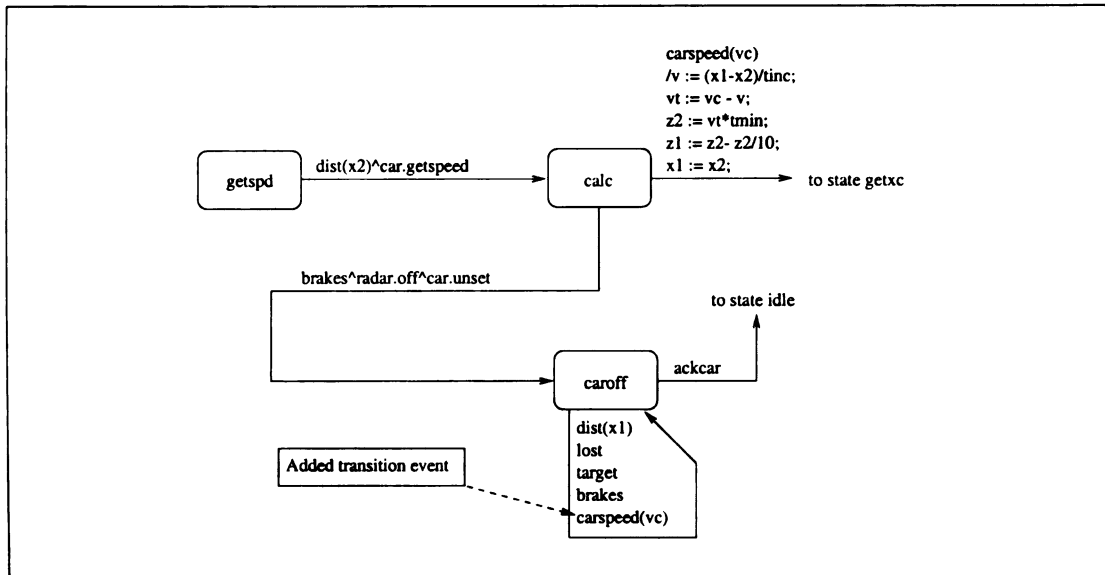 carspeed(vc)
/v := (x1-x2)/tinc;
vt := vc - v;
z2 := vt*tmin;
z1 := z2- z2/10;
x1 := x2;
getspd
dist(x2)^car.getspeed
calc
to state getxc
brakes^radar.off^car.unset
to state idle
caroff
ackcar
dist(x1)
lost
target
brakes
carspeed(vc)
Added transition event